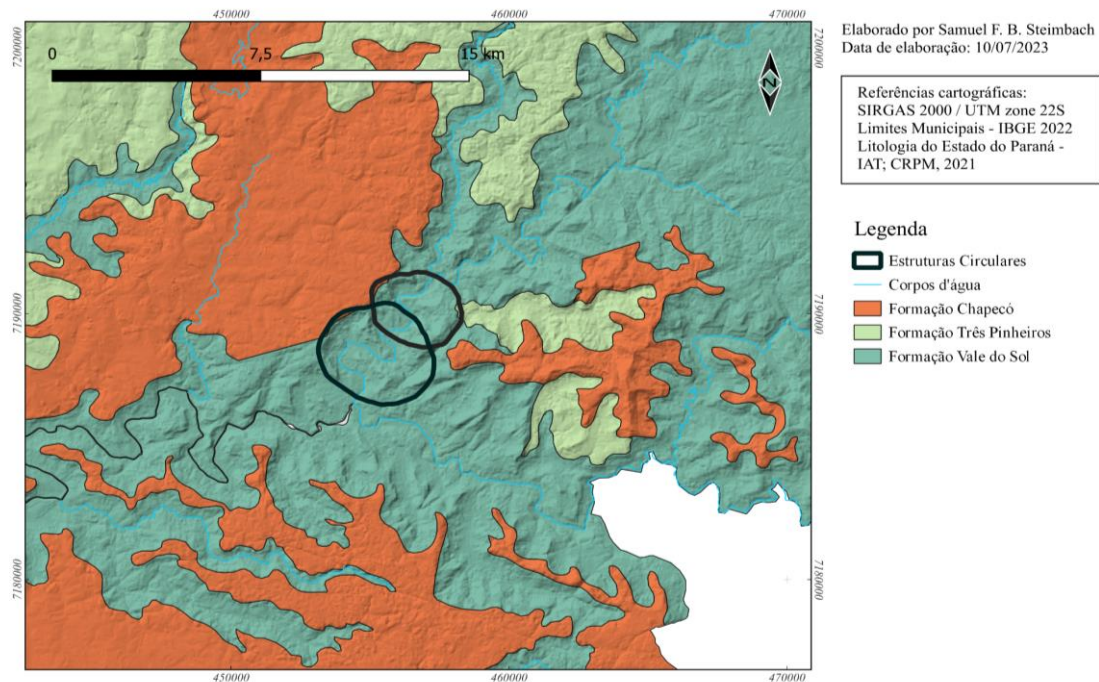 450000
460000
470000
7200000
7200000
0
7,5
15 km
N
7190000
7190000
7180000
7180000
450000
460000
470000
Elaborado por Samuel F. B. Steimbach
Data de elaboração: 10/07/2023
Referências cartográficas:
SIRGAS 2000 / UTM zone 22S
Limites Municipais - IBGE 2022
Litologia do Estado do Paraná -
IAT; CRPM, 2021
Legenda
Estruturas Circulares
Corpos d'água
Formação Chapecó
Formação Três Pinheiros
Formação Vale do Sol